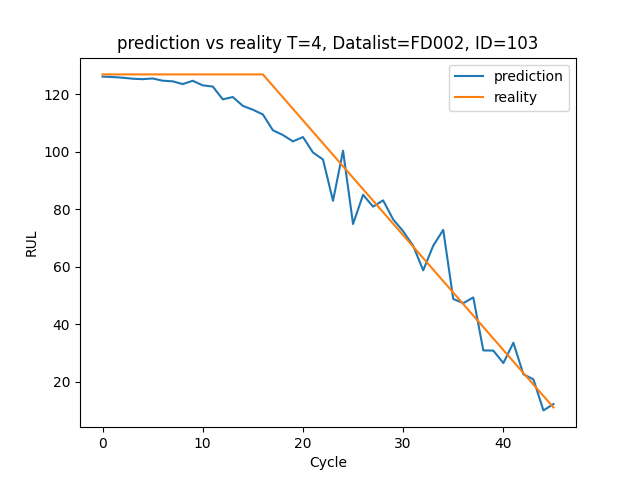 prediction vs reality T=4, Datalist=FD002, ID=103
prediction
reality
RUL
120
100
80
60
40
20
0 10 20 30 40
Cycle